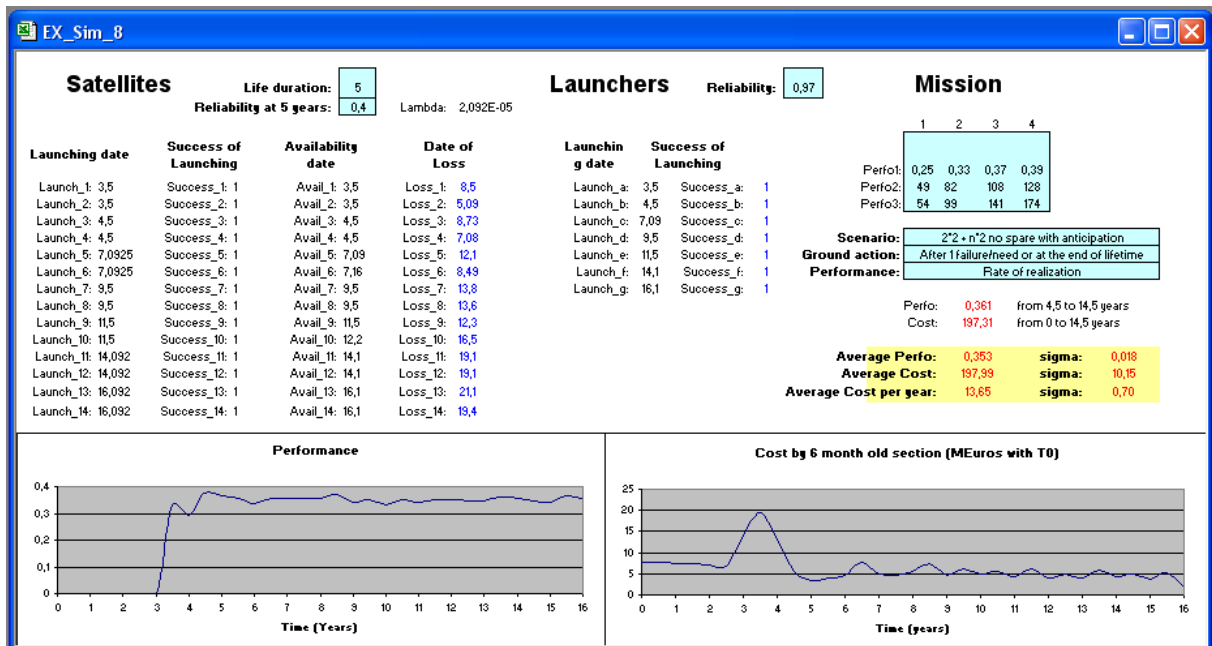 EX_Sim_8
Satellites Life duration: 5 Launchers Reliability: 0,97 Mission
Reliability at 5 years: 0,4 Lambda: 2,092E-05
1 2 3 4
Launching date Success of Launching Availability date Date of Loss Launchin g date Success of Launching
Perfo1: 0,25 0,33 0,37 0,39
Launch_1: 3,5 Success_1: 1 Avail_1: 3,5 Loss_1: 8,5 Launch_a: 3,5 Success_a: 1 Perfo2: 49 82 108 128
Launch_2: 3,5 Success_2: 1 Avail_2: 3,5 Loss_2: 5,09 Launch_b: 4,5 Success_b: 1 Perfo3: 54 99 141 174
Launch_3: 4,5 Success_3: 1 Avail_3: 4,5 Loss_3: 8,73 Launch_c: 7,09 Success_c: 1
Launch_4: 4,5 Success_4: 1 Avail_4: 4,5 Loss_4: 7,08 Launch_d: 9,5 Success_d: 1 Scenario: 2*2 + n*2 no spare with anticipation
Launch_5: 7,0925 Success_5: 1 Avail_5: 7,09 Loss_5: 12,1 Launch_e: 11,5 Success_e: 1 Ground action: After 1 failure/need or at the end of lifetime
Launch_6: 7,0925 Success_6: 1 Avail_6: 7,16 Loss_6: 8,49 Launch_f: 14,1 Success_f: 1 Performance: Rate of realization
Launch_7: 9,5 Success_7: 1 Avail_7: 9,5 Loss_7: 13,8 Launch_g: 16,1 Success_g: 1
Launch_8: 9,5 Success_8: 1 Avail_8: 9,5 Loss_8: 13,6 Perfo: 0,361 from 4,5 to 14,5 years
Launch_9: 11,5 Success_9: 1 Avail_9: 11,5 Loss_9: 12,3 Cost: 197,31 from 0 to 14,5 years
Launch_10: 11,5 Success_10: 1 Avail_10: 12,2 Loss_10: 16,5
Launch_11: 14,092 Success_11: 1 Avail_11: 14,1 Loss_11: 19,1 Average Perfo: 0,353 sigma: 0,018
Launch_12: 14,092 Success_12: 1 Avail_12: 14,1 Loss_12: 19,1 Average Cost: 197,99 sigma: 10,15
Launch_13: 16,092 Success_13: 1 Avail_13: 16,1 Loss_13: 21,1 Average Cost per year: 13,65 sigma: 0,70
Launch_14: 16,092 Success_14: 1 Avail_14: 16,1 Loss_14: 19,4
Performance
0,4
0,3
0,2
0,1
0
0 1 2 3 4 5 6 7 8 9 10 11 12 13 14 15 16
Time (Years)
Cost by 6 month old section (MEuros with T0)
25
20
15
10
5
0
0 1 2 3 4 5 6 7 8 9 10 11 12 13 14 15 16
Time (years)